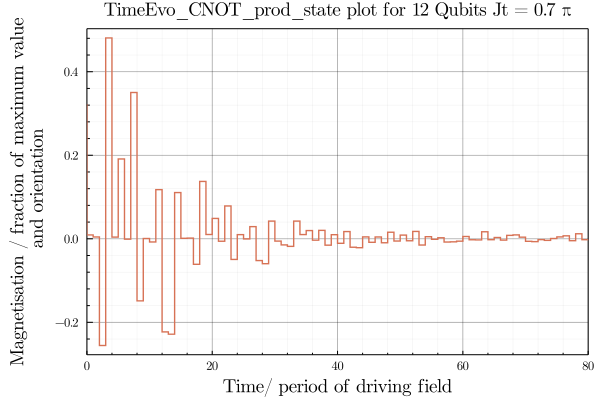 TimeEvo_CNOT_prod_state plot for 12 Qubits Jt = 0.7 π
Magnetisation / fraction of maximum value
and orientation
0.4
0.2
0.0
−0.2
0 20 40 60 80
Time/ period of driving field